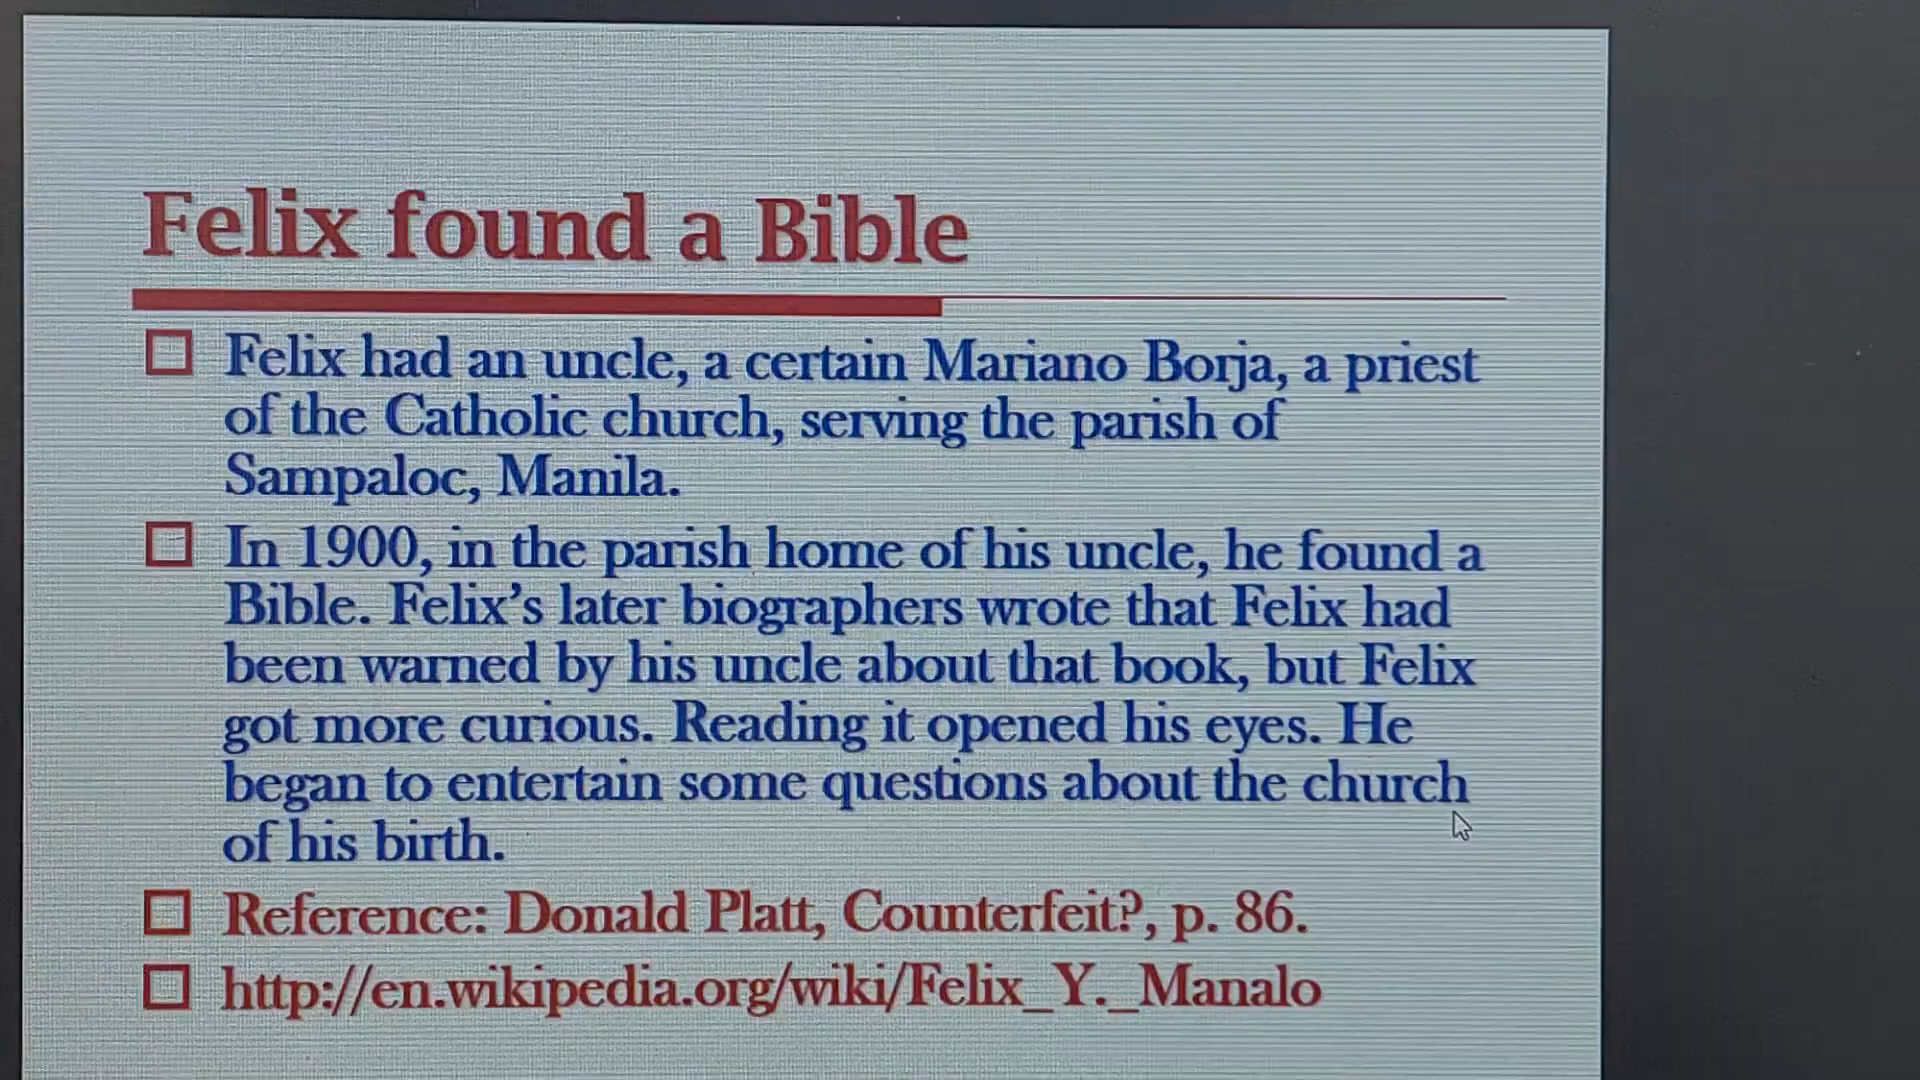 Felix found a Bible
Felix had an uncle, a certain Mariano Borja, a priest
of the Catholic church, serving the parish of
Sampaloc, Manila.
In 1900, in the parish home of his uncle, he found a
Bible. Felix’s later biographers wrote that Felix had
been warned by his uncle about that book, but Felix
got more curious. Reading it opened his eyes. He
began to entertain some questions about the church
of his birth.
Reference: Donald Platt, Counterfeit?, p. 86.
http://en.wikipedia.org/wiki/Felix_Y._Manalo